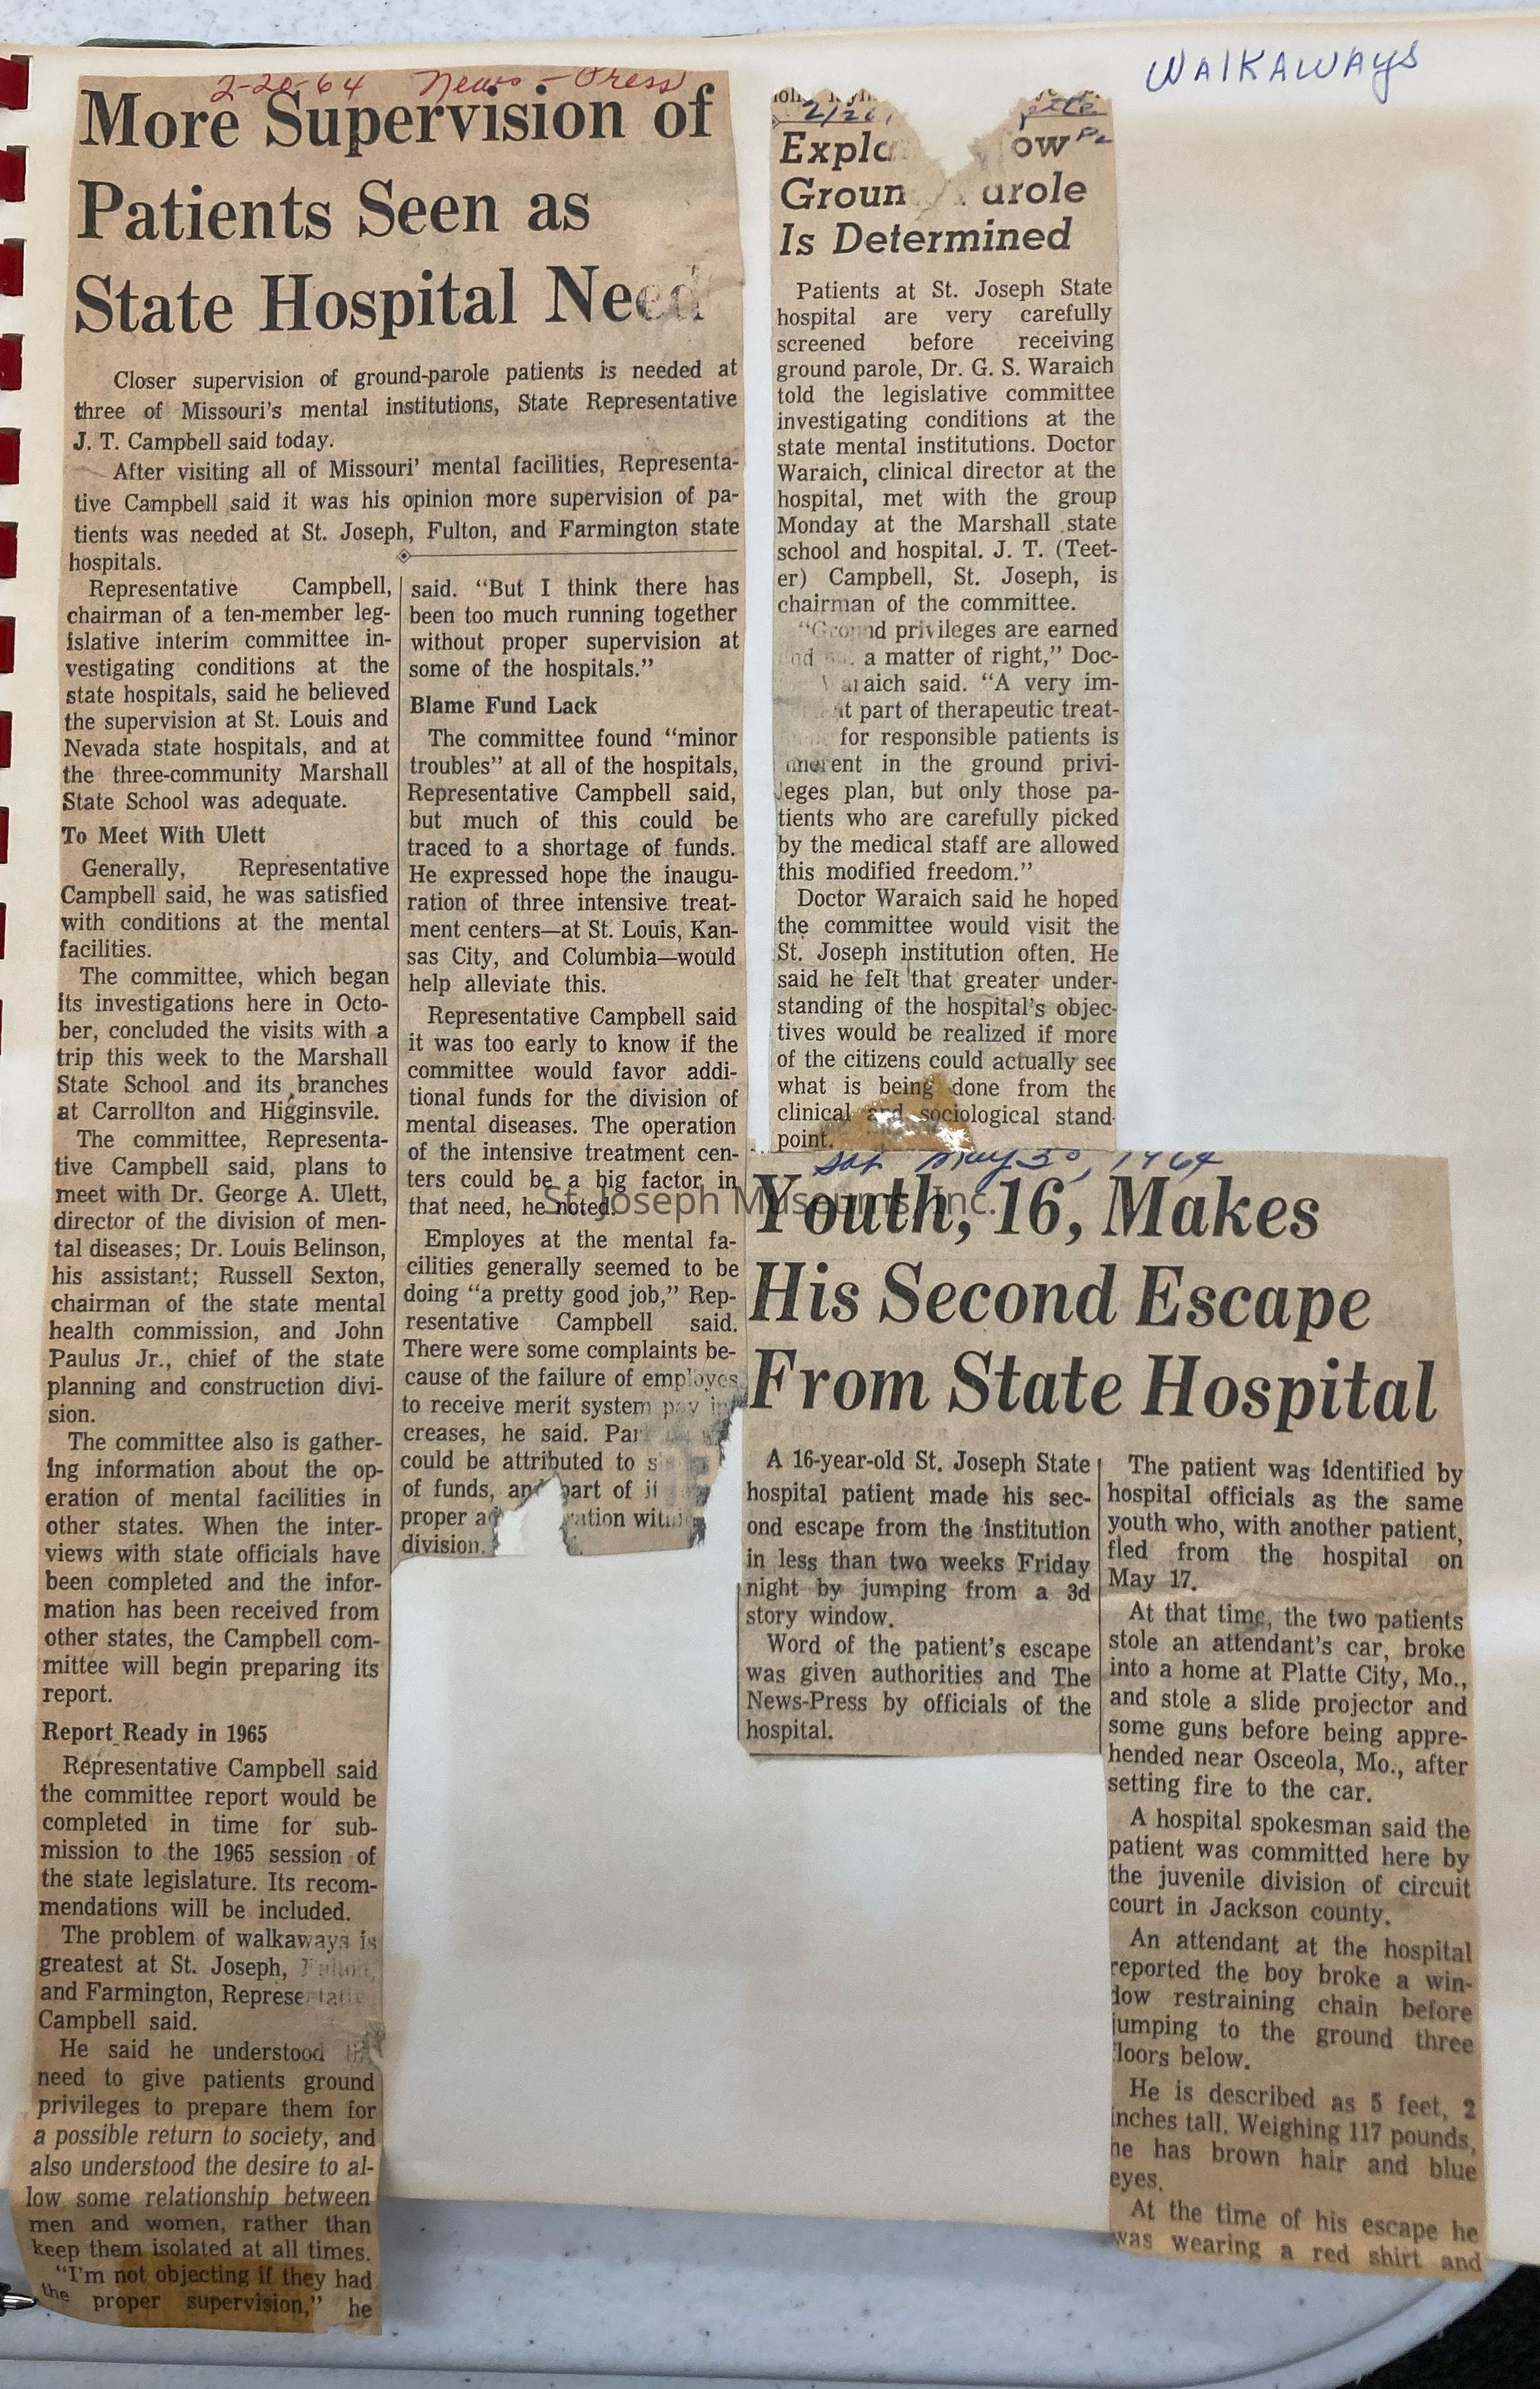 WALKAWAYS
2-20-64 News-Press
More Supervision of
Patients Seen as
State Hospital Need
Closer supervision of ground-parole patients is needed at
three of Missouri's mental institutions, State Representative
J. T. Campbell said today.
After visiting all of Missouri' mental facilities, Representa-
tive Campbell said it was his opinion more supervision of pa-
tients was needed at St. Joseph, Fulton, and Farmington state
hospitals.
Representative Campbell,
chairman of a ten-member leg-
islative interim committee in-
vestigating conditions at the
state hospitals, said he believed
the supervision at St. Louis and
Nevada state hospitals, and at
the three-community Marshall
State School was adequate.
To Meet With Ulett
Generally, Representative
Campbell said, he was satisfied
with conditions at the mental
facilities.
The committee, which began
its investigations here in Octo-
ber, concluded the visits with a
trip this week to the Marshall
State School and its branches
at Carrollton and Higginsvile.
The committee, Representa-
tive Campbell said, plans to
meet with Dr. George A. Ulett,
director of the division of men-
tal diseases; Dr. Louis Belinson,
his assistant; Russell Sexton,
chairman of the state mental
health commission, and John
Paulus Jr., chief of the state
planning and construction divi-
sion.
The committee also is gather-
ing information about the op-
eration of mental facilities in
other states. When the inter-
views with state officials have
been completed and the infor-
mation has been received from
other states, the Campbell com-
mittee will begin preparing its
report.
Report Ready in 1965
Representative Campbell said
the committee report would be
completed in time for sub-
mission to the 1965 session of
the state legislature. Its recom-
mendations will be included.
The problem of walkaways is
greatest at St. Joseph, Fulton,
and Farmington, Representative
Campbell said.
He said he understood the
need to give patients ground
privileges to prepare them for
a possible return to society, and
also understood the desire to al-
low some relationship between
men and women, rather than
keep them isolated at all times.
"I'm not objecting if they had
the proper supervision," he
said. "But I think there has
been too much running together
without proper supervision at
some of the hospitals."
Blame Fund Lack
The committee found "minor
troubles" at all of the hospitals,
Representative Campbell said,
but much of this could be
traced to a shortage of funds.
He expressed hope the inaugu-
ration of three intensive treat-
ment centers—at St. Louis, Kan-
sas City, and Columbia—would
help alleviate this.
Representative Campbell said
it was too early to know if the
committee would favor addi-
tional funds for the division of
mental diseases. The operation
of the intensive treatment cen-
ters could be a big factor in
that need, he noted.
Employes at the mental fa-
cilities generally seemed to be
doing "a pretty good job," Rep-
resentative Campbell said.
There were some complaints be-
cause of the failure of employes
to receive merit system pay in-
creases, he said. Par
could be attributed to
of funds, and part of
proper ration with
division.
Is Determined
Patients at St. Joseph State
hospital are very carefully
screened before receiving
ground parole, Dr. G. S. Waraich
told the legislative committee
investigating conditions at the
state mental institutions. Doctor
Waraich, clinical director at the
hospital, met with the group
Monday at the Marshall state
school and hospital. J. T. (Teet-
er) Campbell, St. Joseph, is
chairman of the committee.
"Ground privileges are earned
a matter of right," Doc-
Waraich said. "A very im-
part of therapeutic treat-
for responsible patients is
inherent in the ground privi-
leges plan, but only those pa-
tients who are carefully picked
by the medical staff are allowed
this modified freedom."
Doctor Waraich said he hoped
the committee would visit the
St. Joseph institution often. He
said he felt that greater under-
standing of the hospital's objec-
tives would be realized if more
of the citizens could actually see
what is being done from the
clinical and sociological stand-
point.
Sat May 30, 1964
St. Joseph Museums, Inc.
Youth, 16, Makes
His Second Escape
From State Hospital
A 16-year-old St. Joseph State
hospital patient made his sec-
ond escape from the institution
in less than two weeks Friday
night by jumping from a 3d
story window.
Word of the patient's escape
was given authorities and The
News-Press by officials of the
hospital.
The patient was identified by
hospital officials as the same
youth who, with another patient,
fled from the hospital on
May 17.
At that time, the two patients
stole an attendant's car, broke
into a home at Platte City, Mo.,
and stole a slide projector and
some guns before being appre-
hended near Osceola, Mo., after
setting fire to the car.
A hospital spokesman said the
patient was committed here by
the juvenile division of circuit
court in Jackson county.
An attendant at the hospital
reported the boy broke a win-
dow restraining chain before
jumping to the ground three
floors below.
He is described as 5 feet, 2
inches tall. Weighing 117 pounds,
he has brown hair and blue
eyes.
At the time of his escape he
was wearing a red shirt and